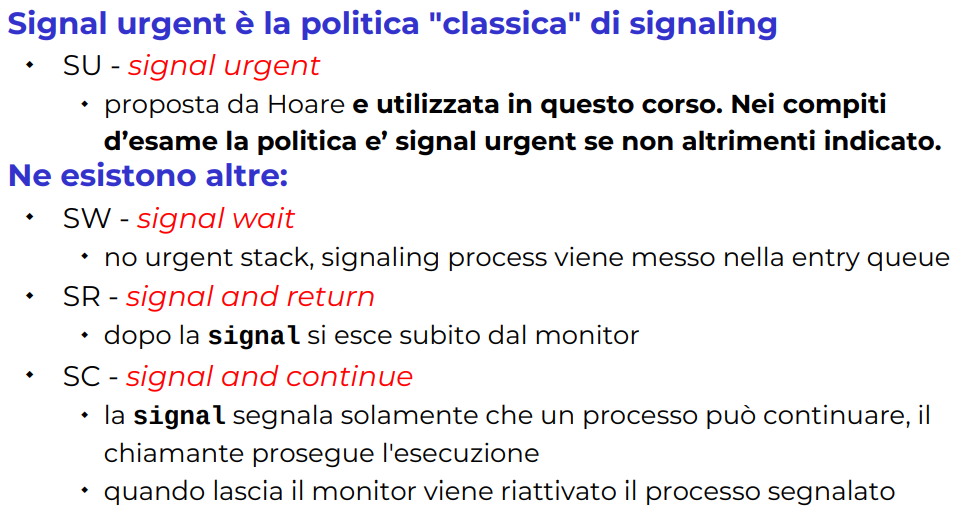 Signal urgent è la politica "classica" di signaling
SU - signal urgent
proposta da Hoare e utilizzata in questo corso. Nei compiti
d’esame la politica e’ signal urgent se non altrimenti indicato.
Ne esistono altre:
SW - signal wait
no urgent stack, signaling process viene messo nella entry queue
SR - signal and return
dopo la signal si esce subito dal monitor
SC - signal and continue
la signal segnala solamente che un processo può continuare, il
chiamante prosegue l'esecuzione
quando lascia il monitor viene riattivato il processo segnalato